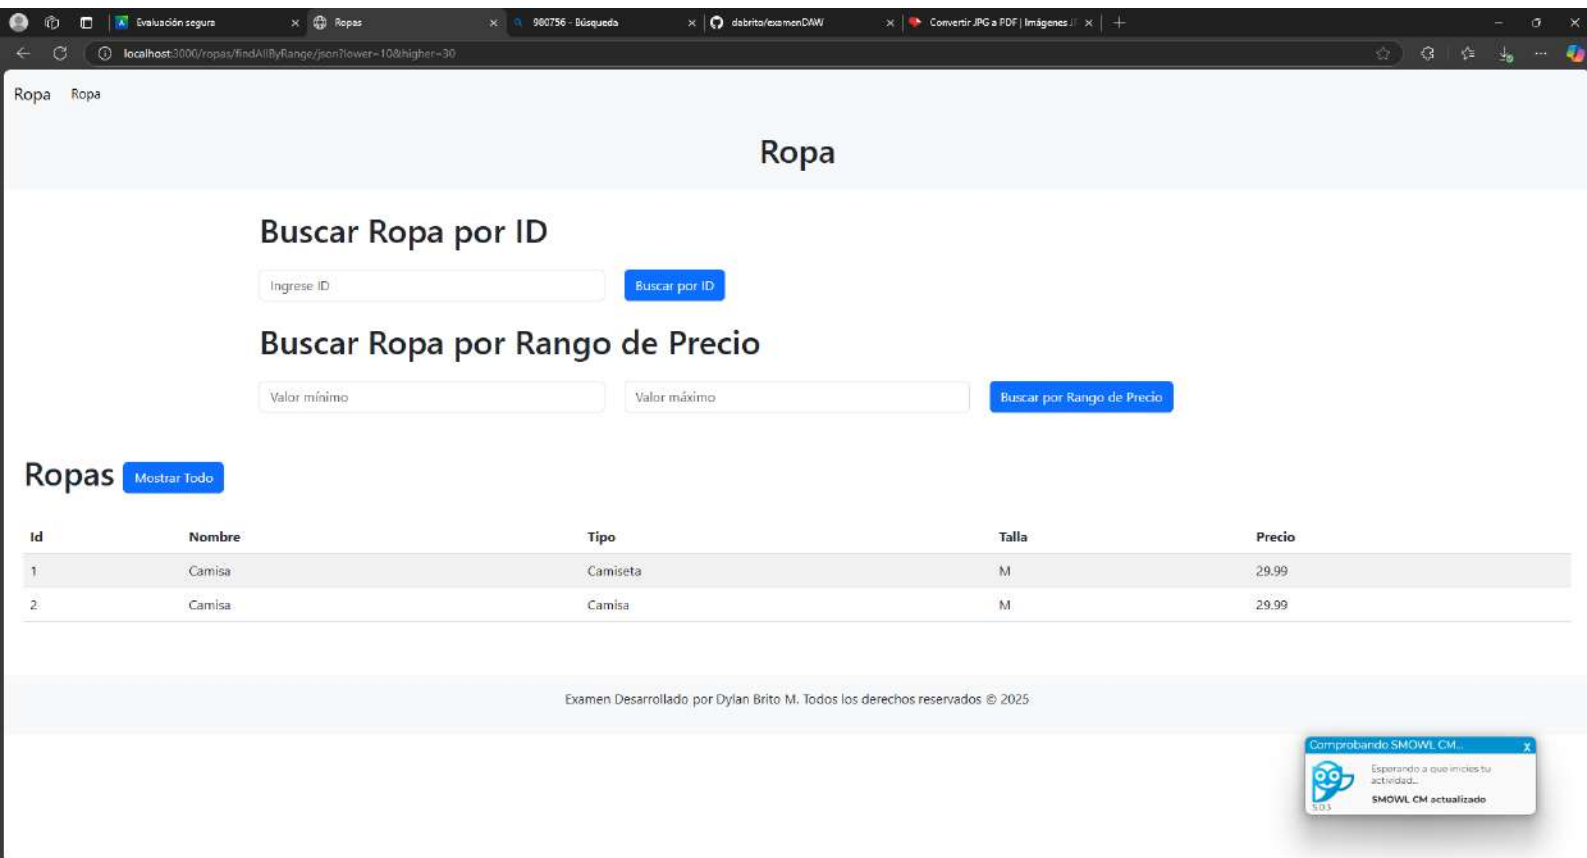 Evaluación segura
Ropas
980756 - Búsqueda
dabrito/examenDAW
Convertir JPG a PDF | Imágenes J
localhost:3000/ropas/findAllByRange/json?lower=10&higher=30
Ropa Ropa
Ropa
Buscar Ropa por ID
Ingrese ID
Buscar por ID
Buscar Ropa por Rango de Precio
Valor mínimo
Valor máximo
Buscar por Rango de Precio
Ropas Mostrar Todo
Id Nombre Tipo Talla Precio
1 Camisa Camiseta M 29.99
2 Camisa Camisa M 29.99
Examen Desarrollado por Dylan Brito M. Todos los derechos reservados © 2025
Comprobando SMOWL CM... X
Esperando a que inicies tu
actividad...
SMOWL CM actualizado